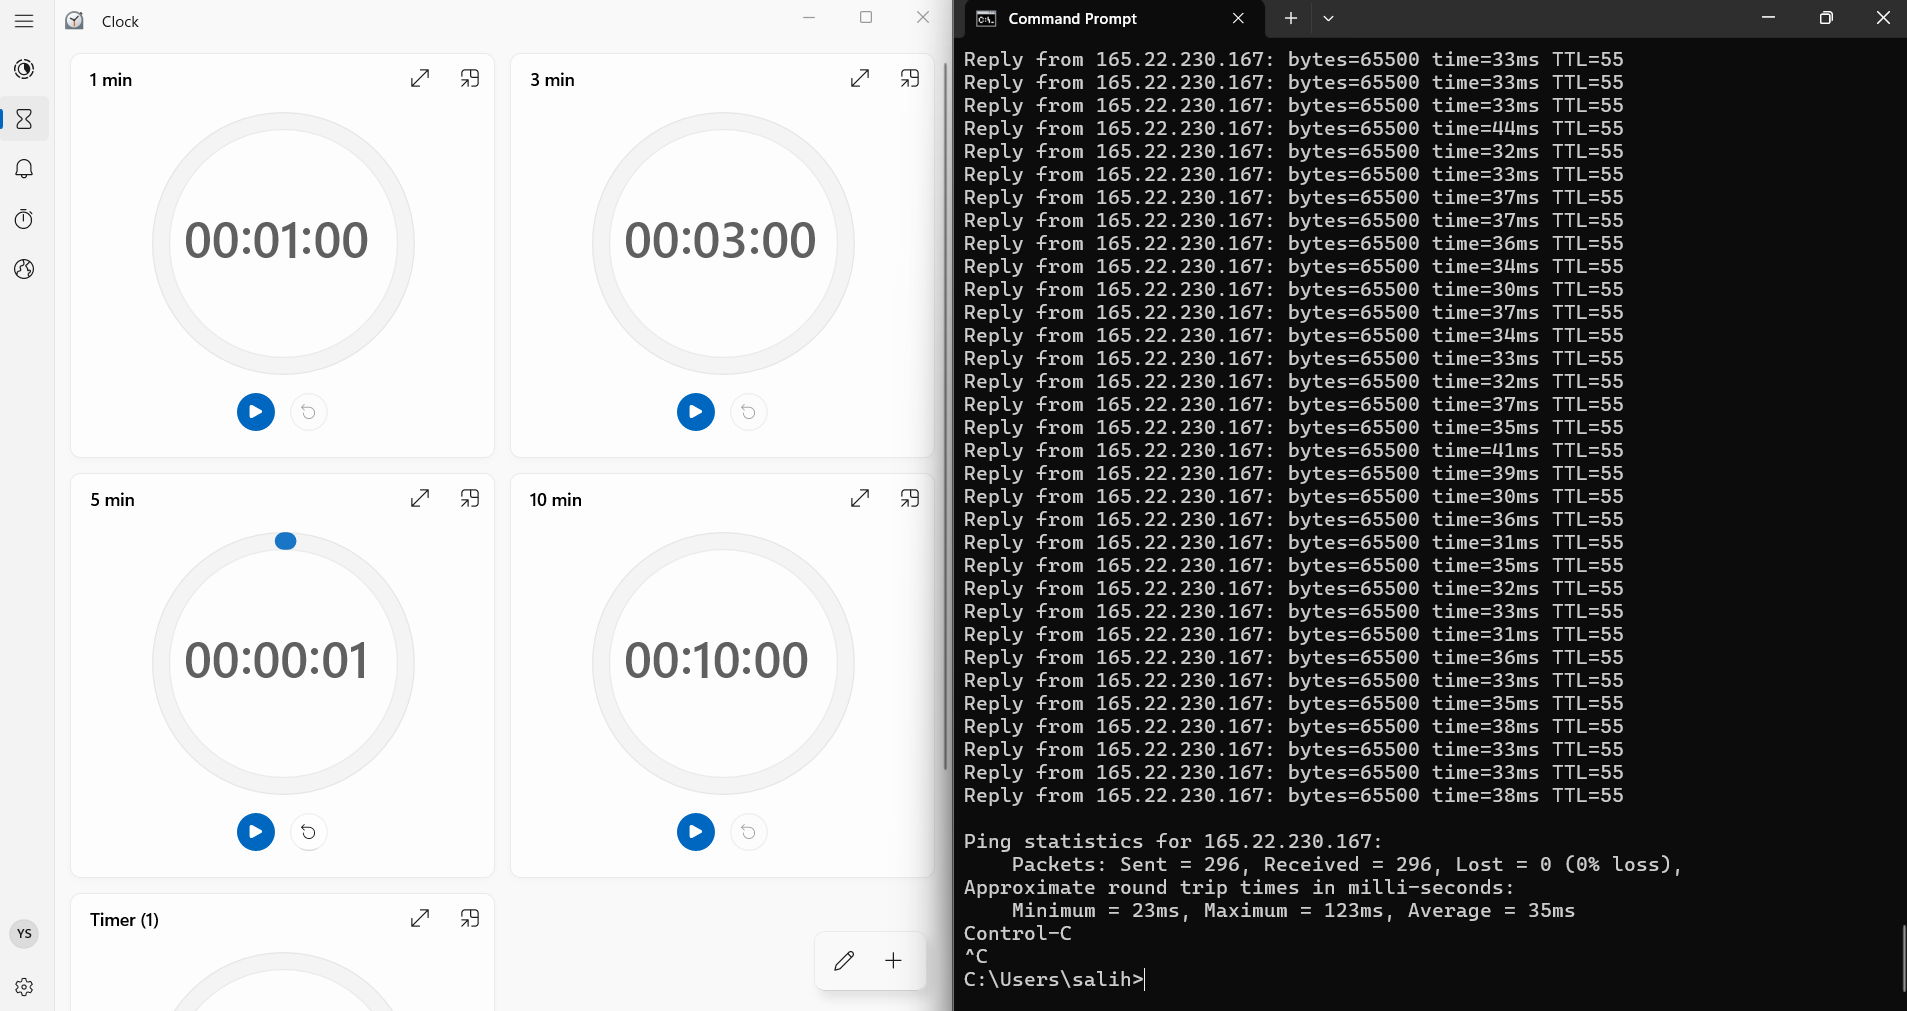 Clock
1 min
00:01:00
3 min
00:03:00
5 min
00:00:01
10 min
00:10:00
Timer (1)
YS
Command Prompt
Reply from 165.22.230.167: bytes=65500 time=33ms TTL=55
Reply from 165.22.230.167: bytes=65500 time=33ms TTL=55
Reply from 165.22.230.167: bytes=65500 time=33ms TTL=55
Reply from 165.22.230.167: bytes=65500 time=44ms TTL=55
Reply from 165.22.230.167: bytes=65500 time=32ms TTL=55
Reply from 165.22.230.167: bytes=65500 time=33ms TTL=55
Reply from 165.22.230.167: bytes=65500 time=37ms TTL=55
Reply from 165.22.230.167: bytes=65500 time=37ms TTL=55
Reply from 165.22.230.167: bytes=65500 time=36ms TTL=55
Reply from 165.22.230.167: bytes=65500 time=34ms TTL=55
Reply from 165.22.230.167: bytes=65500 time=30ms TTL=55
Reply from 165.22.230.167: bytes=65500 time=37ms TTL=55
Reply from 165.22.230.167: bytes=65500 time=34ms TTL=55
Reply from 165.22.230.167: bytes=65500 time=33ms TTL=55
Reply from 165.22.230.167: bytes=65500 time=32ms TTL=55
Reply from 165.22.230.167: bytes=65500 time=37ms TTL=55
Reply from 165.22.230.167: bytes=65500 time=35ms TTL=55
Reply from 165.22.230.167: bytes=65500 time=41ms TTL=55
Reply from 165.22.230.167: bytes=65500 time=39ms TTL=55
Reply from 165.22.230.167: bytes=65500 time=30ms TTL=55
Reply from 165.22.230.167: bytes=65500 time=36ms TTL=55
Reply from 165.22.230.167: bytes=65500 time=31ms TTL=55
Reply from 165.22.230.167: bytes=65500 time=35ms TTL=55
Reply from 165.22.230.167: bytes=65500 time=32ms TTL=55
Reply from 165.22.230.167: bytes=65500 time=33ms TTL=55
Reply from 165.22.230.167: bytes=65500 time=31ms TTL=55
Reply from 165.22.230.167: bytes=65500 time=36ms TTL=55
Reply from 165.22.230.167: bytes=65500 time=33ms TTL=55
Reply from 165.22.230.167: bytes=65500 time=35ms TTL=55
Reply from 165.22.230.167: bytes=65500 time=38ms TTL=55
Reply from 165.22.230.167: bytes=65500 time=33ms TTL=55
Reply from 165.22.230.167: bytes=65500 time=33ms TTL=55
Reply from 165.22.230.167: bytes=65500 time=38ms TTL=55
Ping statistics for 165.22.230.167:
Packets: Sent = 296, Received = 296, Lost = 0 (0% loss),
Approximate round trip times in milli-seconds:
Minimum = 23ms, Maximum = 123ms, Average = 35ms
Control-C
^C
C:\Users\salih>